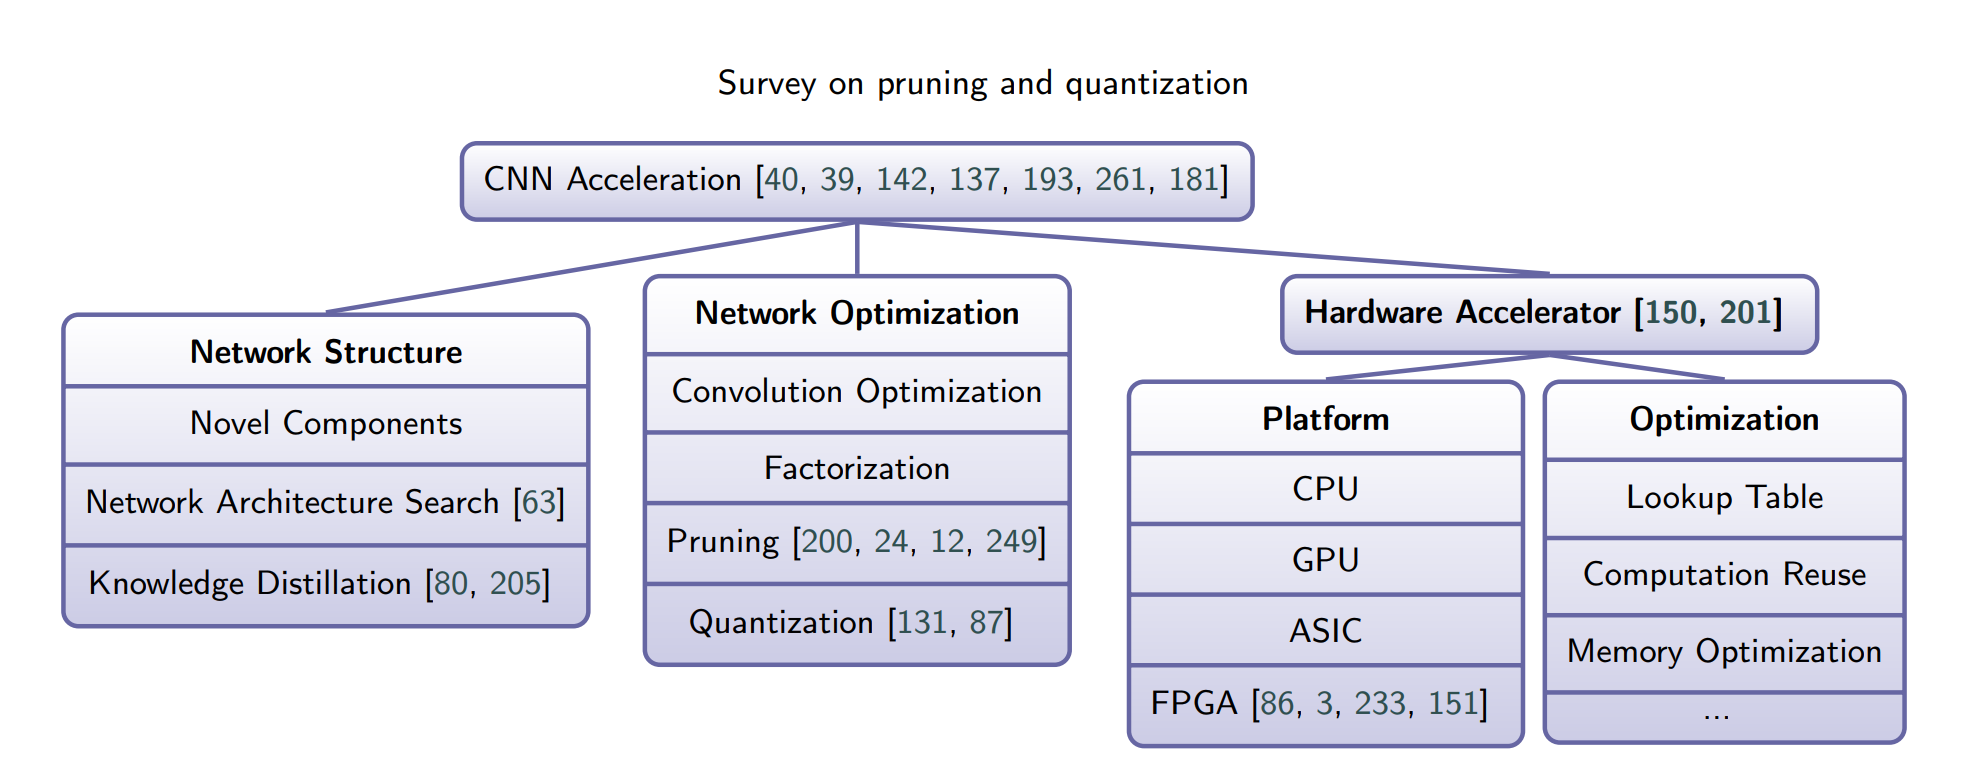 Survey on pruning and quantization
CNN Acceleration [40, 39, 142, 137, 193, 261, 181]
Network Structure
Novel Components
Network Architecture Search [63]
Knowledge Distillation [80, 205]
Network Optimization
Convolution Optimization
Factorization
Pruning [200, 24, 12, 249]
Quantization [131, 87]
Hardware Accelerator [150, 201]
Platform
CPU
GPU
ASIC
FPGA [86, 3, 233, 151]
Optimization
Lookup Table
Computation Reuse
Memory Optimization
...